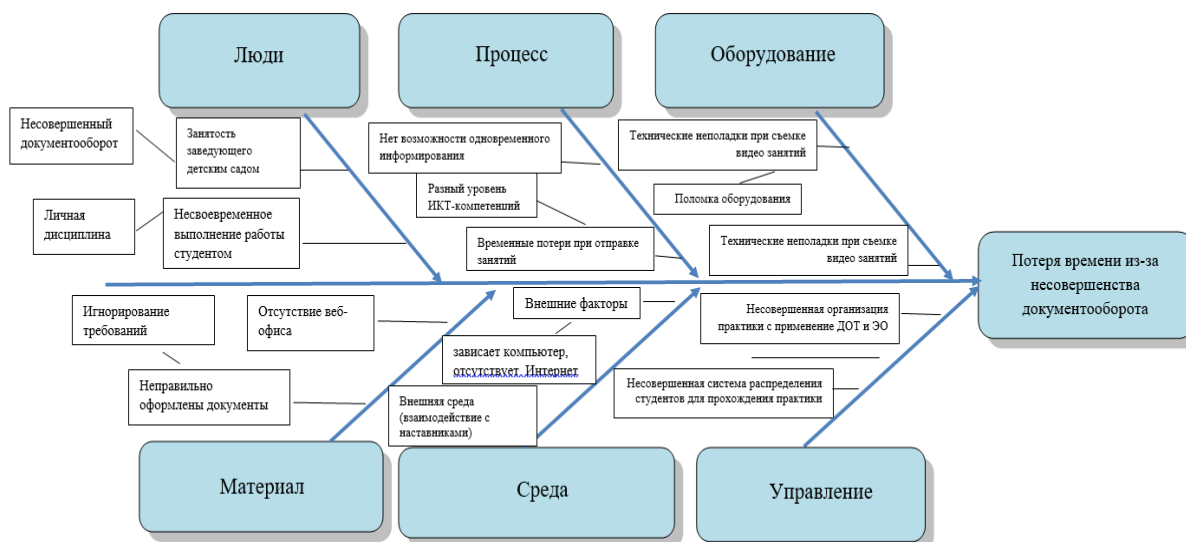 Люди
Процесс
Оборудование
Несовершенный
документооборот
Занятость
заведующего
детским садом
Нет возможности одновременного
информирования
Технические неполадки при съемке
видео занятий
Разный уровень
ИКТ-компетенций
Поломка оборудования
Личная
дисциплина
Несвоевременное
выполнение работы
студентом
Временные потери при отправке
занятий
Технические неполадки при съемке
видео занятий
Потеря времени из-за
несовершенства
документооборота
Игнорирование
требований
Отсутствие веб-
офиса
Внешние факторы
Несовершенная организация
практики с применение ДОТ и ЭО
зависает компьютер,
отсутствует Интернет
Неправильно
оформлены документы
Внешняя среда
(взаимодействие с
наставниками)
Несовершенная система распределения
студентов для прохождения практики
Материал
Среда
Управление